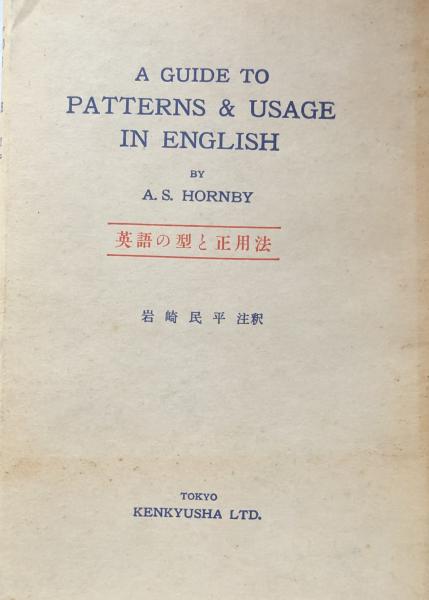 A GUIDE TO
PATTERNS & USAGE
IN ENGLISH
BY
A. S. HORNBY
英語の型と正用法
岩崎民平 注釈
TOKYO
KENKYUSHA LTD.